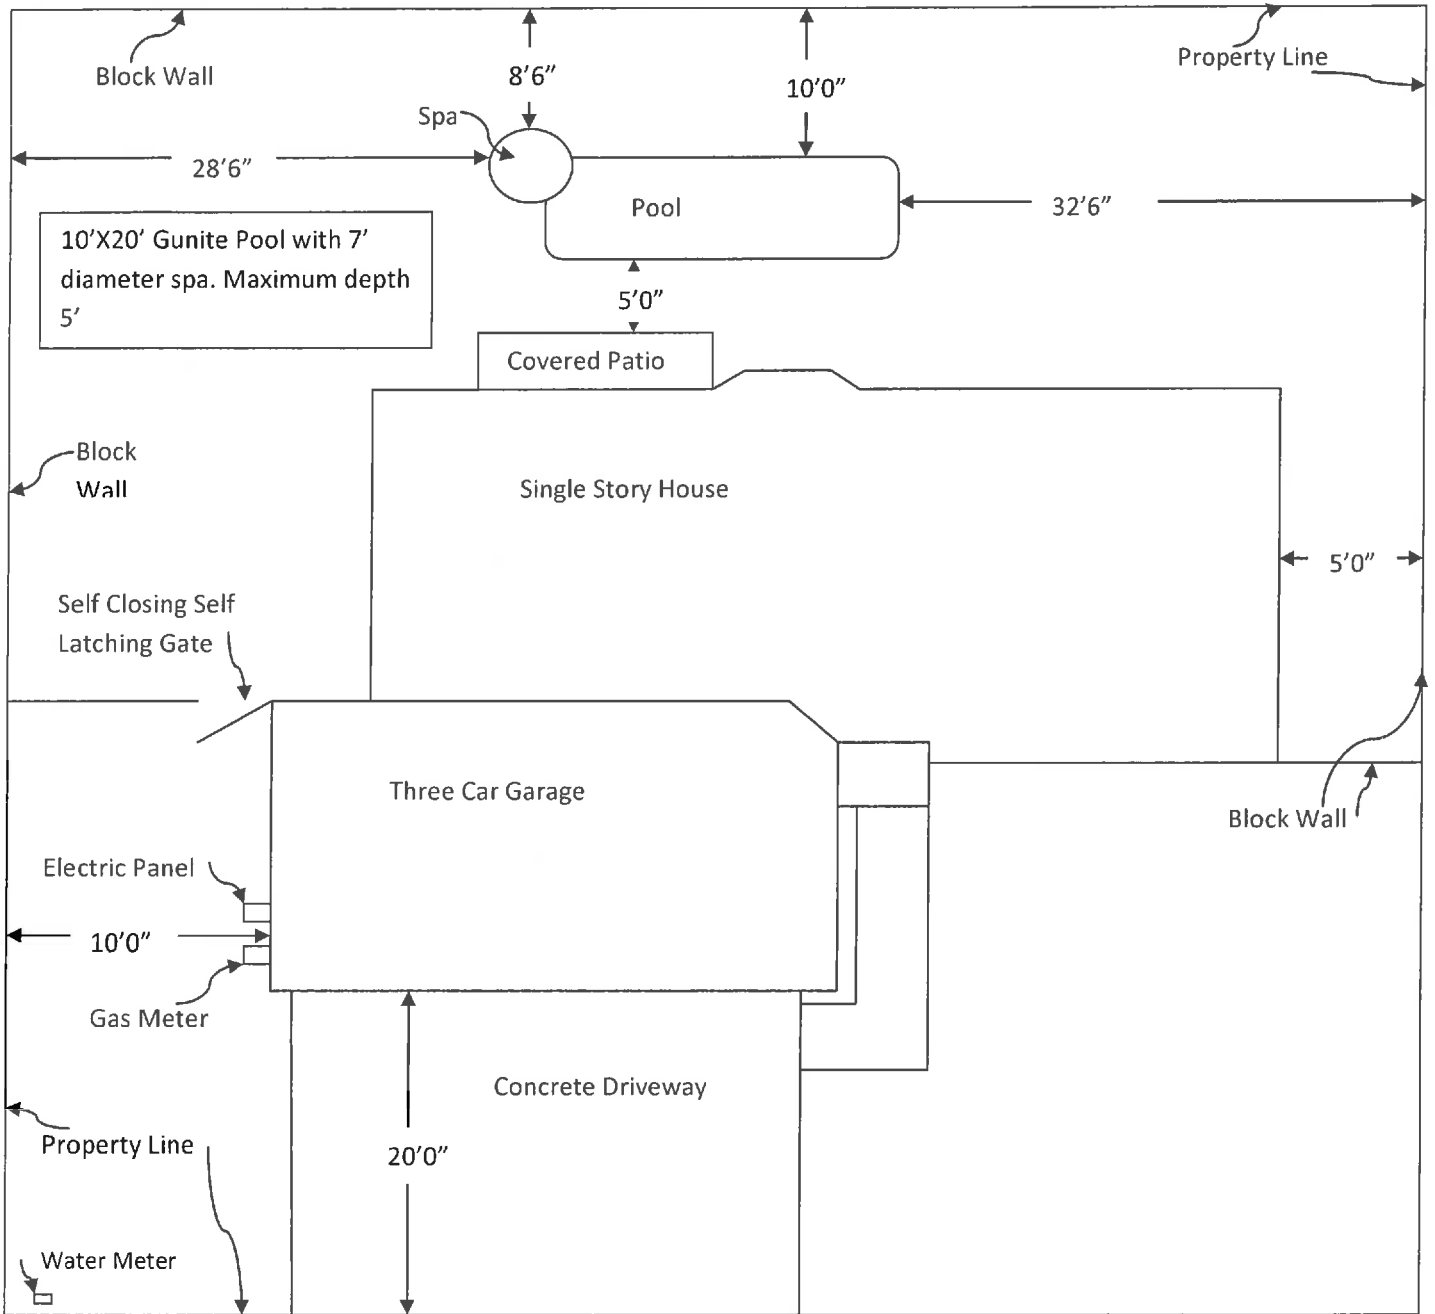 Block Wall
8’6”
10’0”
Property Line
Spa
28’6”
Pool
32’6”
10’X20’ Gunite Pool with 7’
diameter spa. Maximum depth
5’
5’0”
Covered Patio
Block
Wall
Single Story House
5’0”
Self Closing Self
Latching Gate
Three Car Garage
Block Wall
Electric Panel
10’0”
Gas Meter
Concrete Driveway
Property Line
20’0”
Water Meter